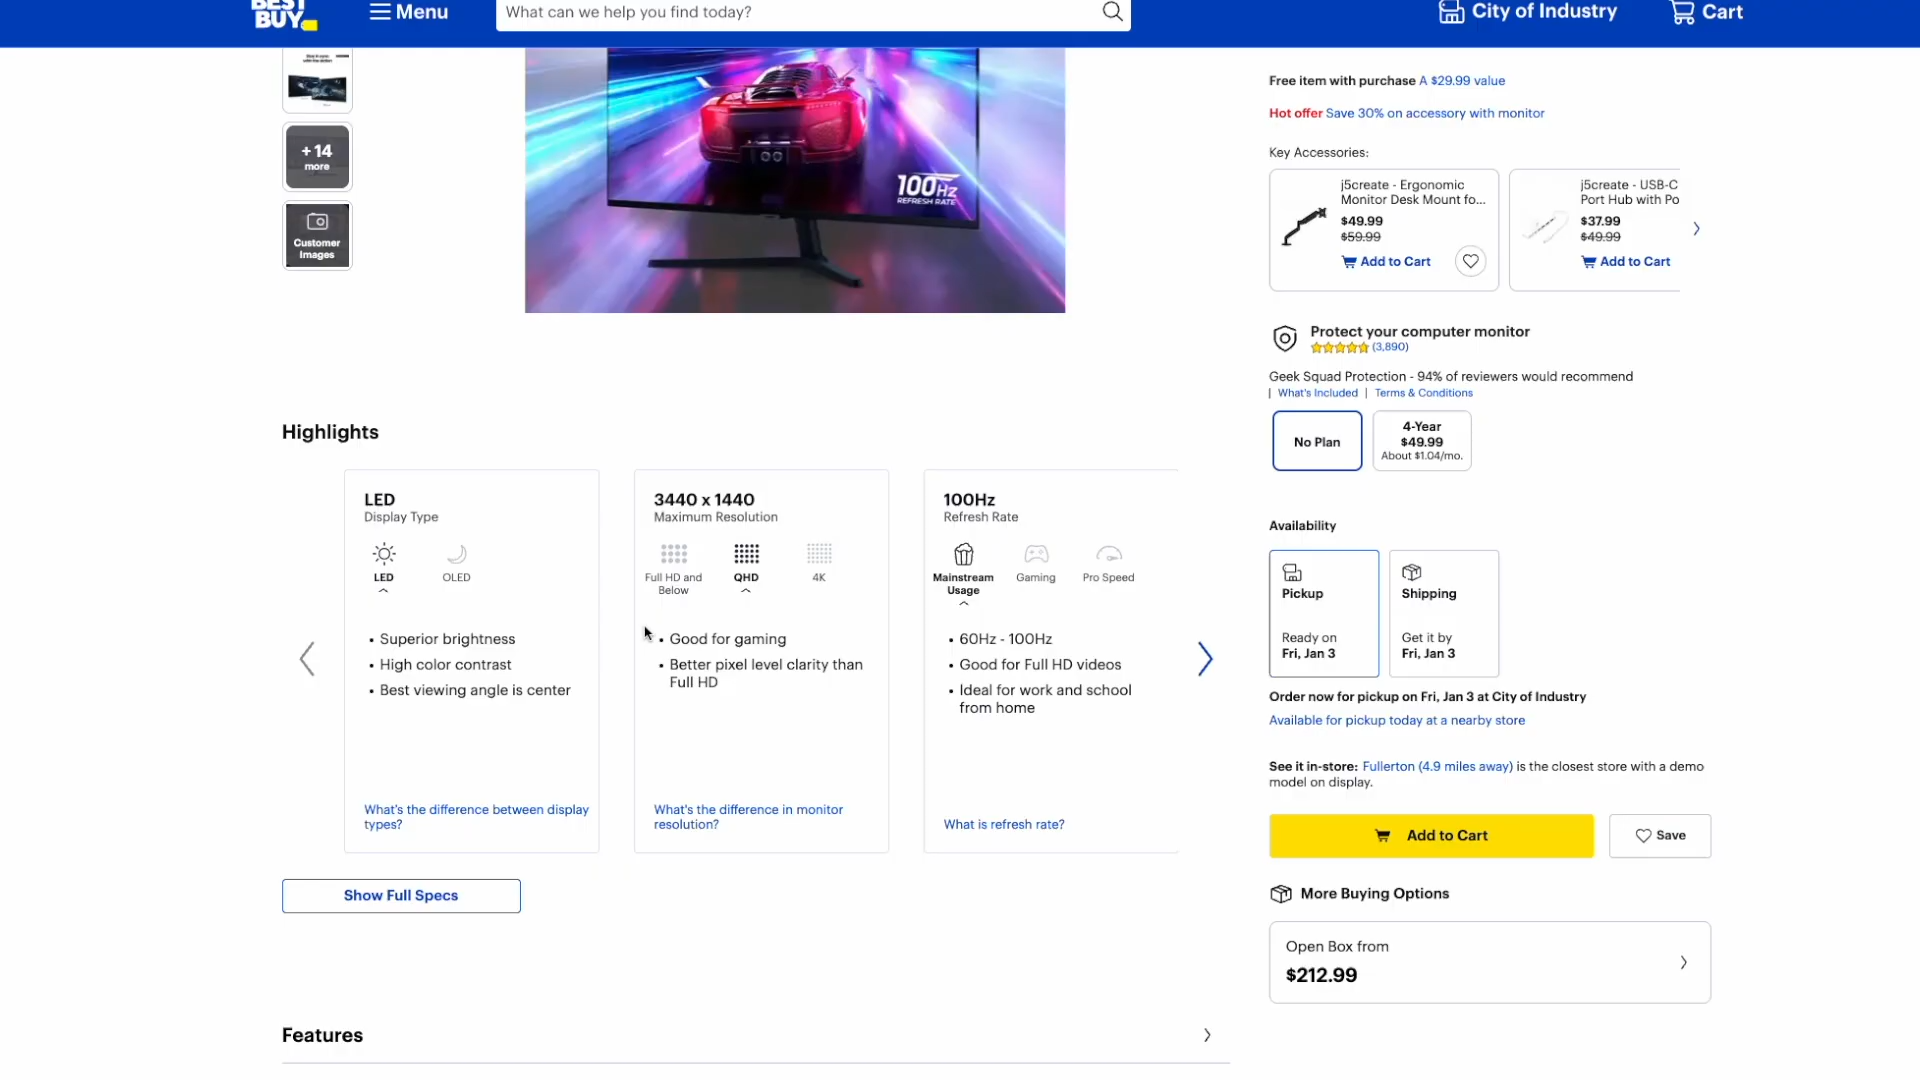 BEST
BUY
Menu
What can we help you find today?
City of Industry
Cart
+ 14
more
Customer
Images
100Hz
REFRESH RATE
Highlights
LED
Display Type
LED
OLED
Superior brightness
High color contrast
Best viewing angle is center
What's the difference between display
types?
3440 x 1440
Maximum Resolution
Full HD and
Below
QHD
4K
Good for gaming
Better pixel level clarity than
Full HD
What's the difference in monitor
resolution?
100Hz
Refresh Rate
Mainstream
Usage
Gaming
Pro Speed
60Hz - 100Hz
Good for Full HD videos
Ideal for work and school
from home
What is refresh rate?
Show Full Specs
Features
Free item with purchase A $29.99 value
Hot offer Save 30% on accessory with monitor
Key Accessories:
j5create - Ergonomic
Monitor Desk Mount fo...
$49.99
$59.99
Add to Cart
j5create - USB-C
Port Hub with Po
$37.99
$49.99
Add to Cart
Protect your computer monitor
(3,890)
Geek Squad Protection - 94% of reviewers would recommend
| What's Included | Terms & Conditions
No Plan
4-Year
$49.99
About $1.04/mo.
Availability
Pickup
Ready on
Fri, Jan 3
Shipping
Get it by
Fri, Jan 3
Order now for pickup on Fri, Jan 3 at City of Industry
Available for pickup today at a nearby store
See it in-store: Fullerton (4.9 miles away) is the closest store with a demo
model on display.
Add to Cart
Save
More Buying Options
Open Box from
$212.99